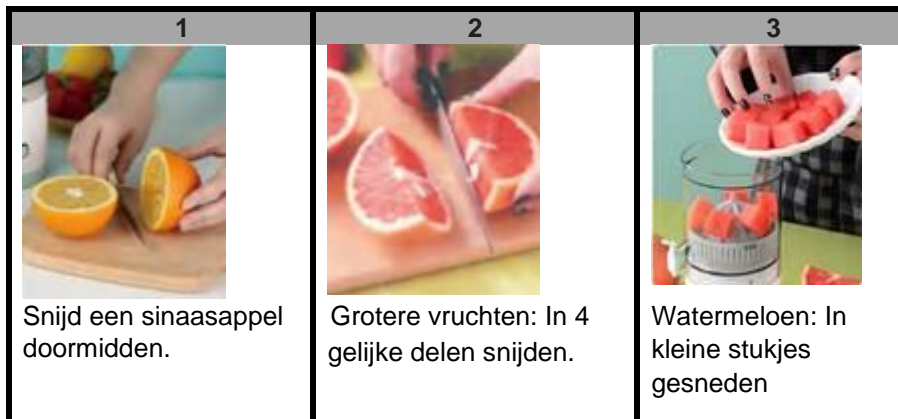 1
2
3
Snijd een sinaasappel
doormidden.
Grotere vruchten: In 4
gelijke delen snijden.
Watermeloen: In
kleine stukjes
gesneden